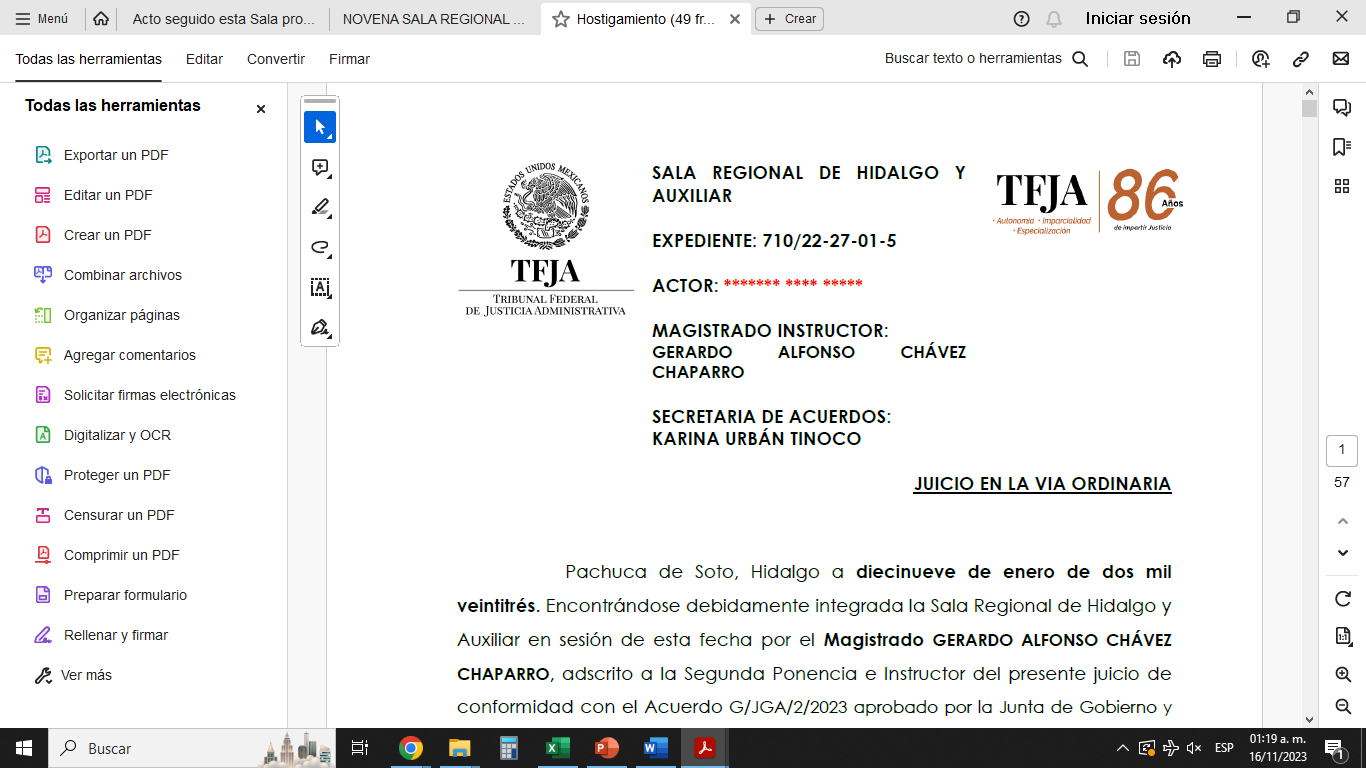 Menú
Acto seguido esta Sala pro...
NOVENA SALA REGIONAL ...
Hostigamiento (49 fr...
Crear
Iniciar sesión
Todas las herramientas
Editar
Convertir
Firmar
Buscar texto o herramientas
Todas las herramientas
Exportar un PDF
Editar un PDF
Crear un PDF
Combinar archivos
Organizar páginas
Agregar comentarios
Solicitar firmas electrónicas
Digitalizar y OCR
Proteger un PDF
Censurar un PDF
Comprimir un PDF
Preparar formulario
Rellenar y firmar
Ver más
ESTADOS UNIDOS MEXICANOS
TFJA
TRIBUNAL FEDERAL
DE JUSTICIA ADMINISTRATIVA
SALA REGIONAL DE HIDALGO Y
AUXILIAR
EXPEDIENTE: 710/22-27-01-5
ACTOR: ******* **** *****
MAGISTRADO INSTRUCTOR:
GERARDO ALFONSO CHÁVEZ
CHAPARRO
SECRETARIA DE ACUERDOS:
KARINA URBÁN TINOCO
TFJA
· Autonomía · Imparcialidad
· Especialización
86 Años
de impartir Justicia
JUICIO EN LA VIA ORDINARIA
Pachuca de Soto, Hidalgo a diecinueve de enero de dos mil
veintitrés. Encontrándose debidamente integrada la Sala Regional de Hidalgo y
Auxiliar en sesión de esta fecha por el Magistrado GERARDO ALFONSO CHÁVEZ
CHAPARRO, adscrito a la Segunda Ponencia e Instructor del presente juicio de
conformidad con el Acuerdo G/JGA/2/2023 aprobado por la Junta de Gobierno y
1
57
1:1
Buscar
ESP
01:19 a. m.
16/11/2023
1